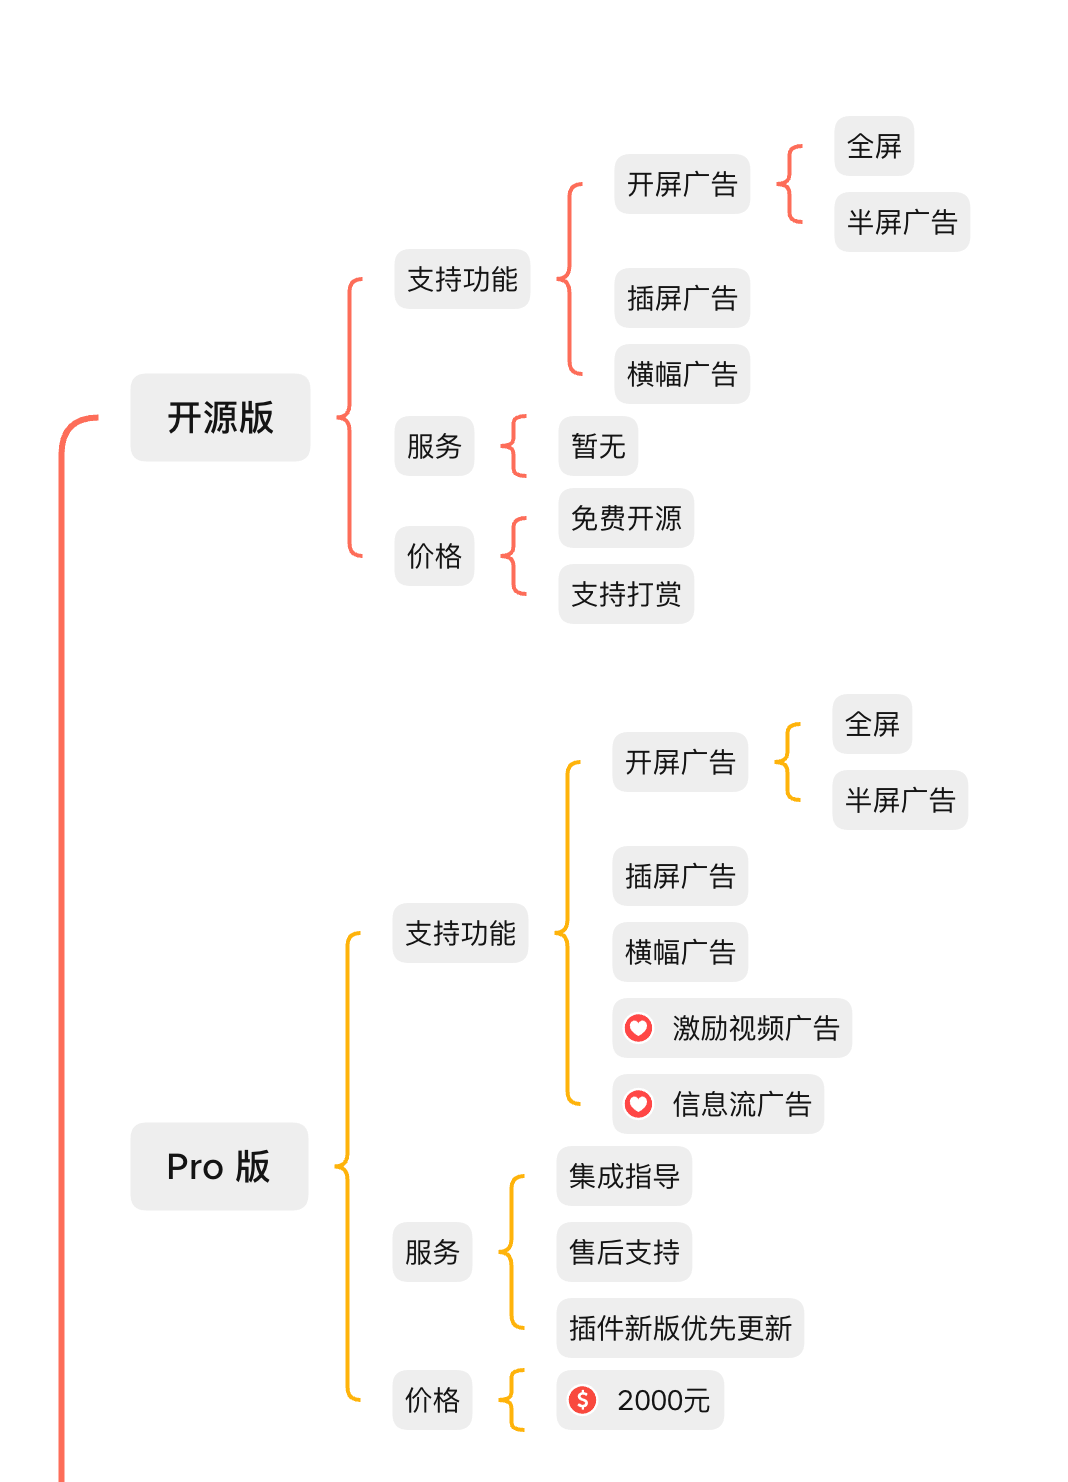 开源版
支持功能
开屏广告
全屏
半屏广告
插屏广告
横幅广告
服务
暂无
价格
免费开源
支持打赏
Pro 版
支持功能
开屏广告
全屏
半屏广告
插屏广告
横幅广告
激励视频广告
信息流广告
服务
集成指导
售后支持
插件新版优先更新
价格
$ 2000元